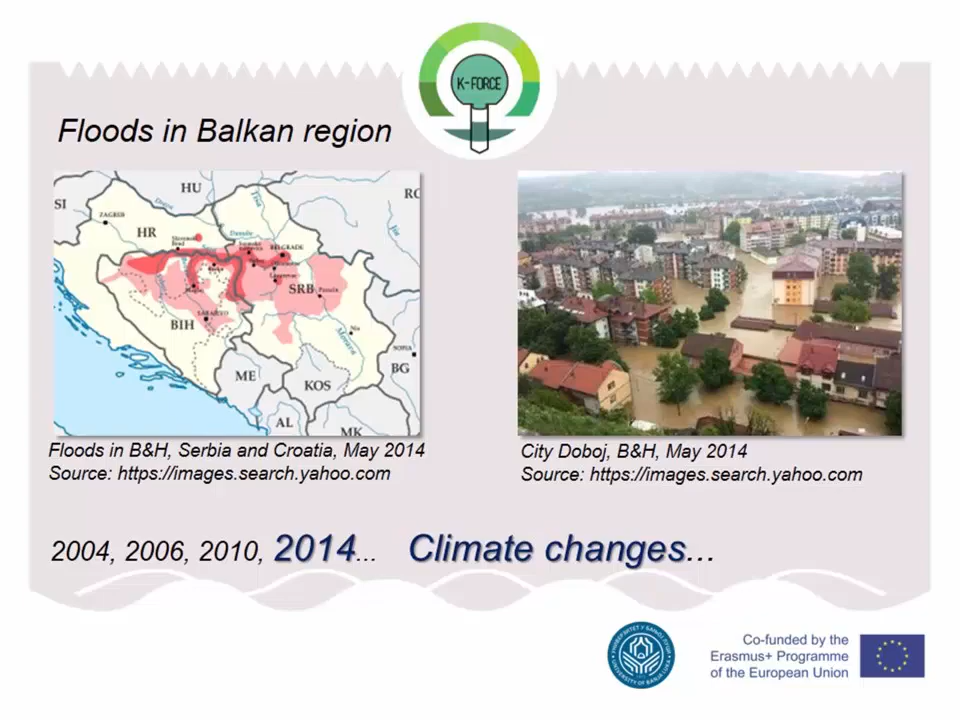 K-FORCE
Floods in Balkan region
HU
SI
RO
ZAGREB
HR
BELGRADE
SRB
SARAJEVO
BIH
Morava
SOFIA
ME
BG
KOS
AL
MK
Floods in B&H, Serbia and Croatia, May 2014
Source: https://images.search.yahoo.com
City Doboj, B&H, May 2014
Source: https://images.search.yahoo.com
2004, 2006, 2010, 2014... Climate changes...
Co-funded by the
Erasmus+ Programme
of the European Union